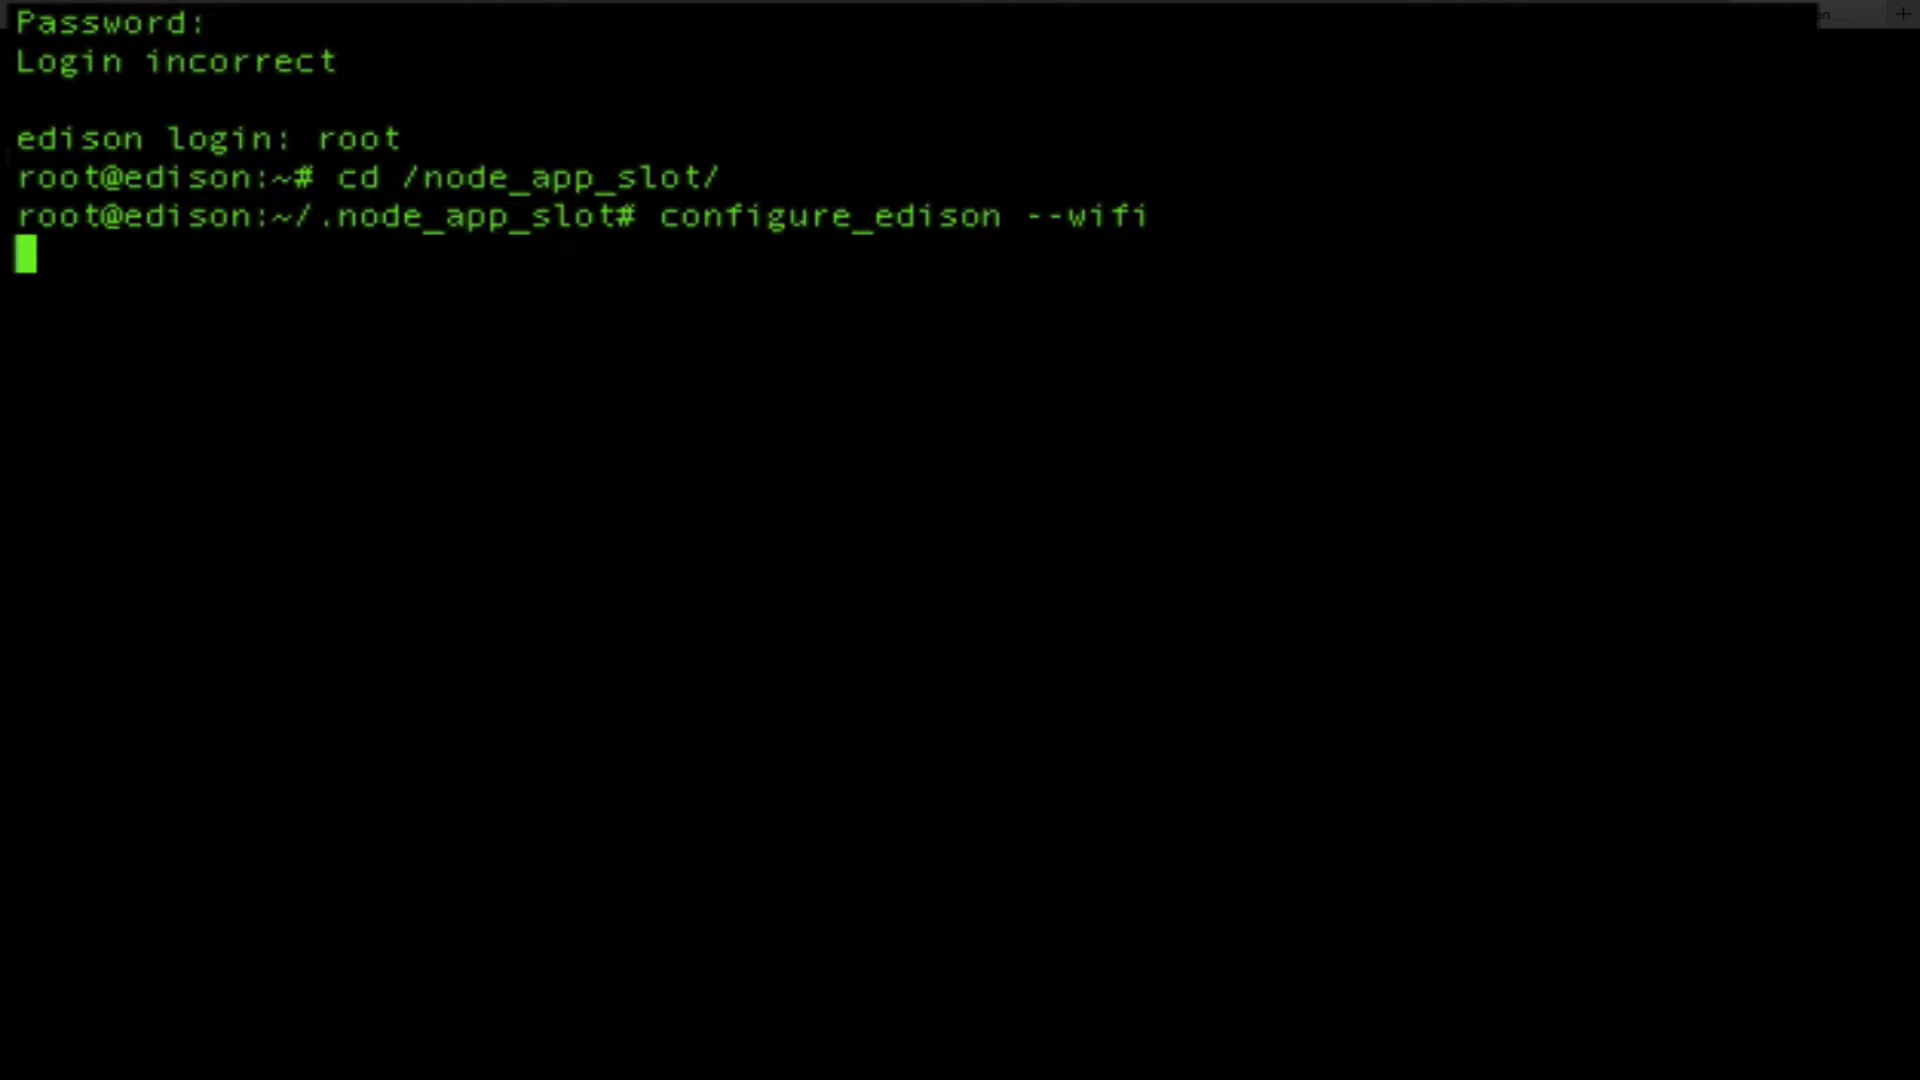 Password:
Login incorrect
edison login: root
root@edison:~# cd /node_app_slot/
root@edison:~/.node_app_slot# configure_edison --wifi